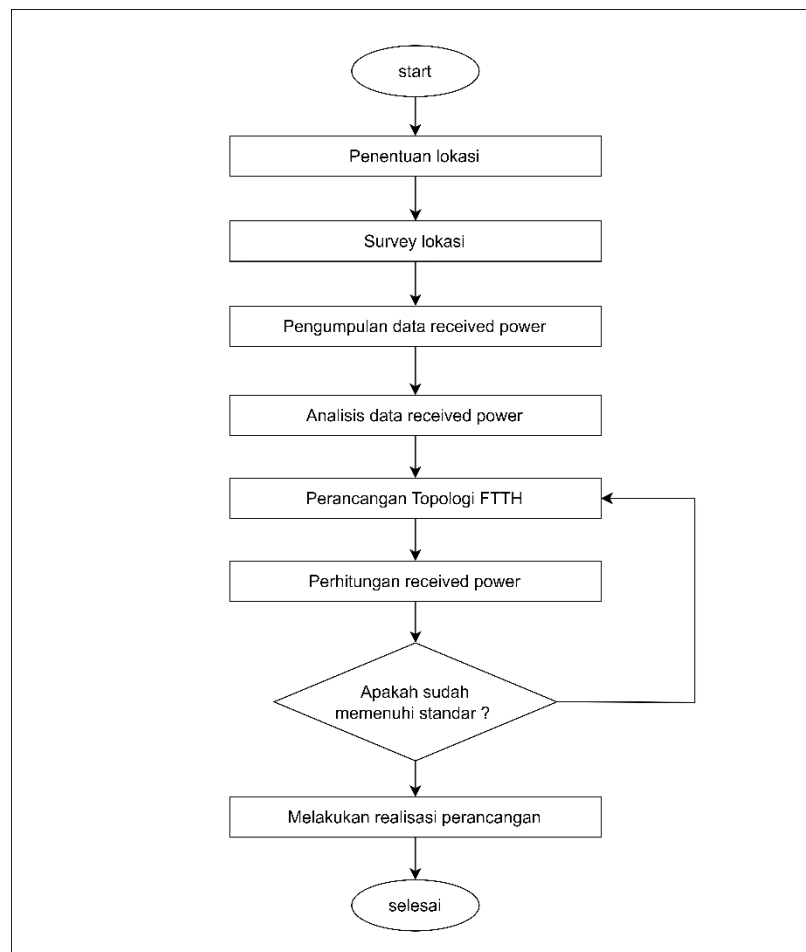 start
Penentuan lokasi
Survey lokasi
Pengumpulan data received power
Analisis data received power
Perancangan Topologi FTTH
Perhitungan received power
Apakah sudah
memenuhi standar ?
Melakukan realisasi perancangan
selesai